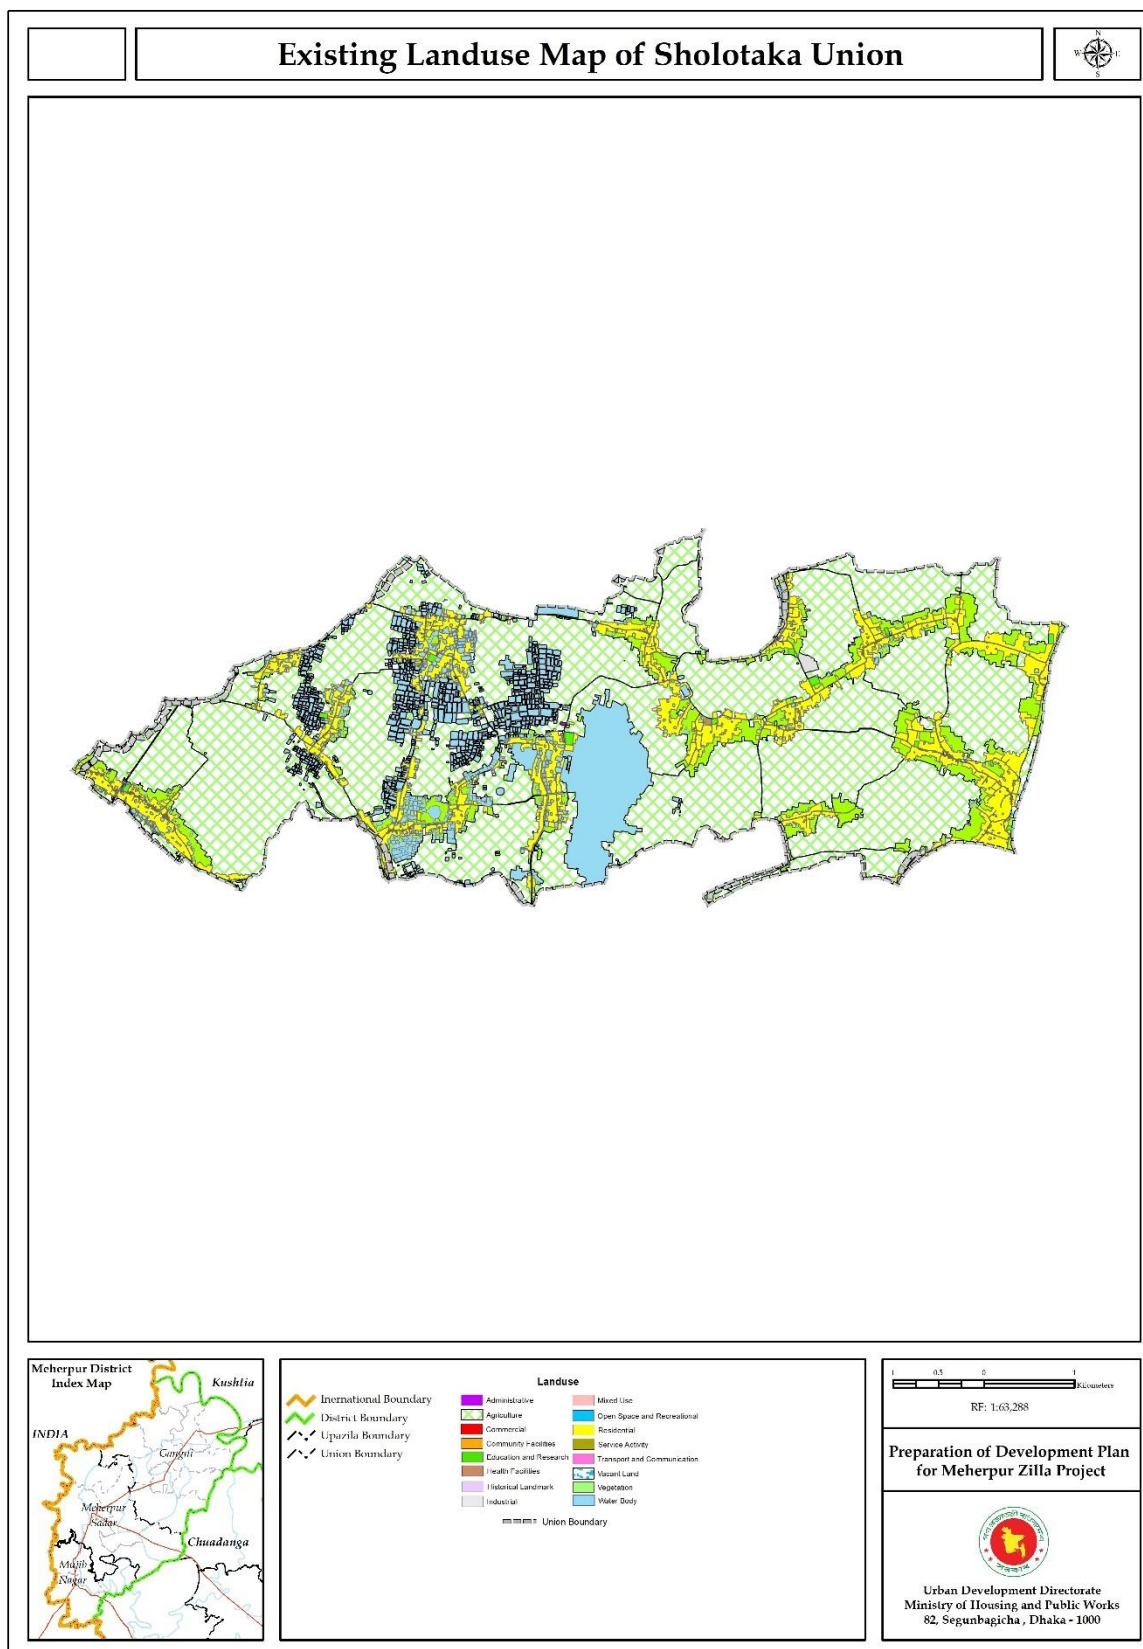 Existing Landuse Map of Sholotaka Union
N
W E
S
Meherpur District
Index Map
Kushtia
INDIA
Gangni
Meherpur
Sadar
Chuadanga
Mujib
Nagar
Inernational Boundary
District Boundary
Upazila Boundary
Union Boundary
Landuse
Administrative
Agriculture
Commercial
Community Facilities
Education and Research
Health Facilities
Historical Landmark
Industrial
Mixed Use
Open Space and Recreational
Residential
Service Activity
Transport and Communication
Vacant Land
Vegetation
Water Body
Union Boundary
1 0.5 0 1
Kilometers
RF: 1:63,288
Preparation of Development Plan
for Meherpur Zilla Project
Urban Development Directorate
Ministry of Housing and Public Works
82, Segunbagicha , Dhaka - 1000